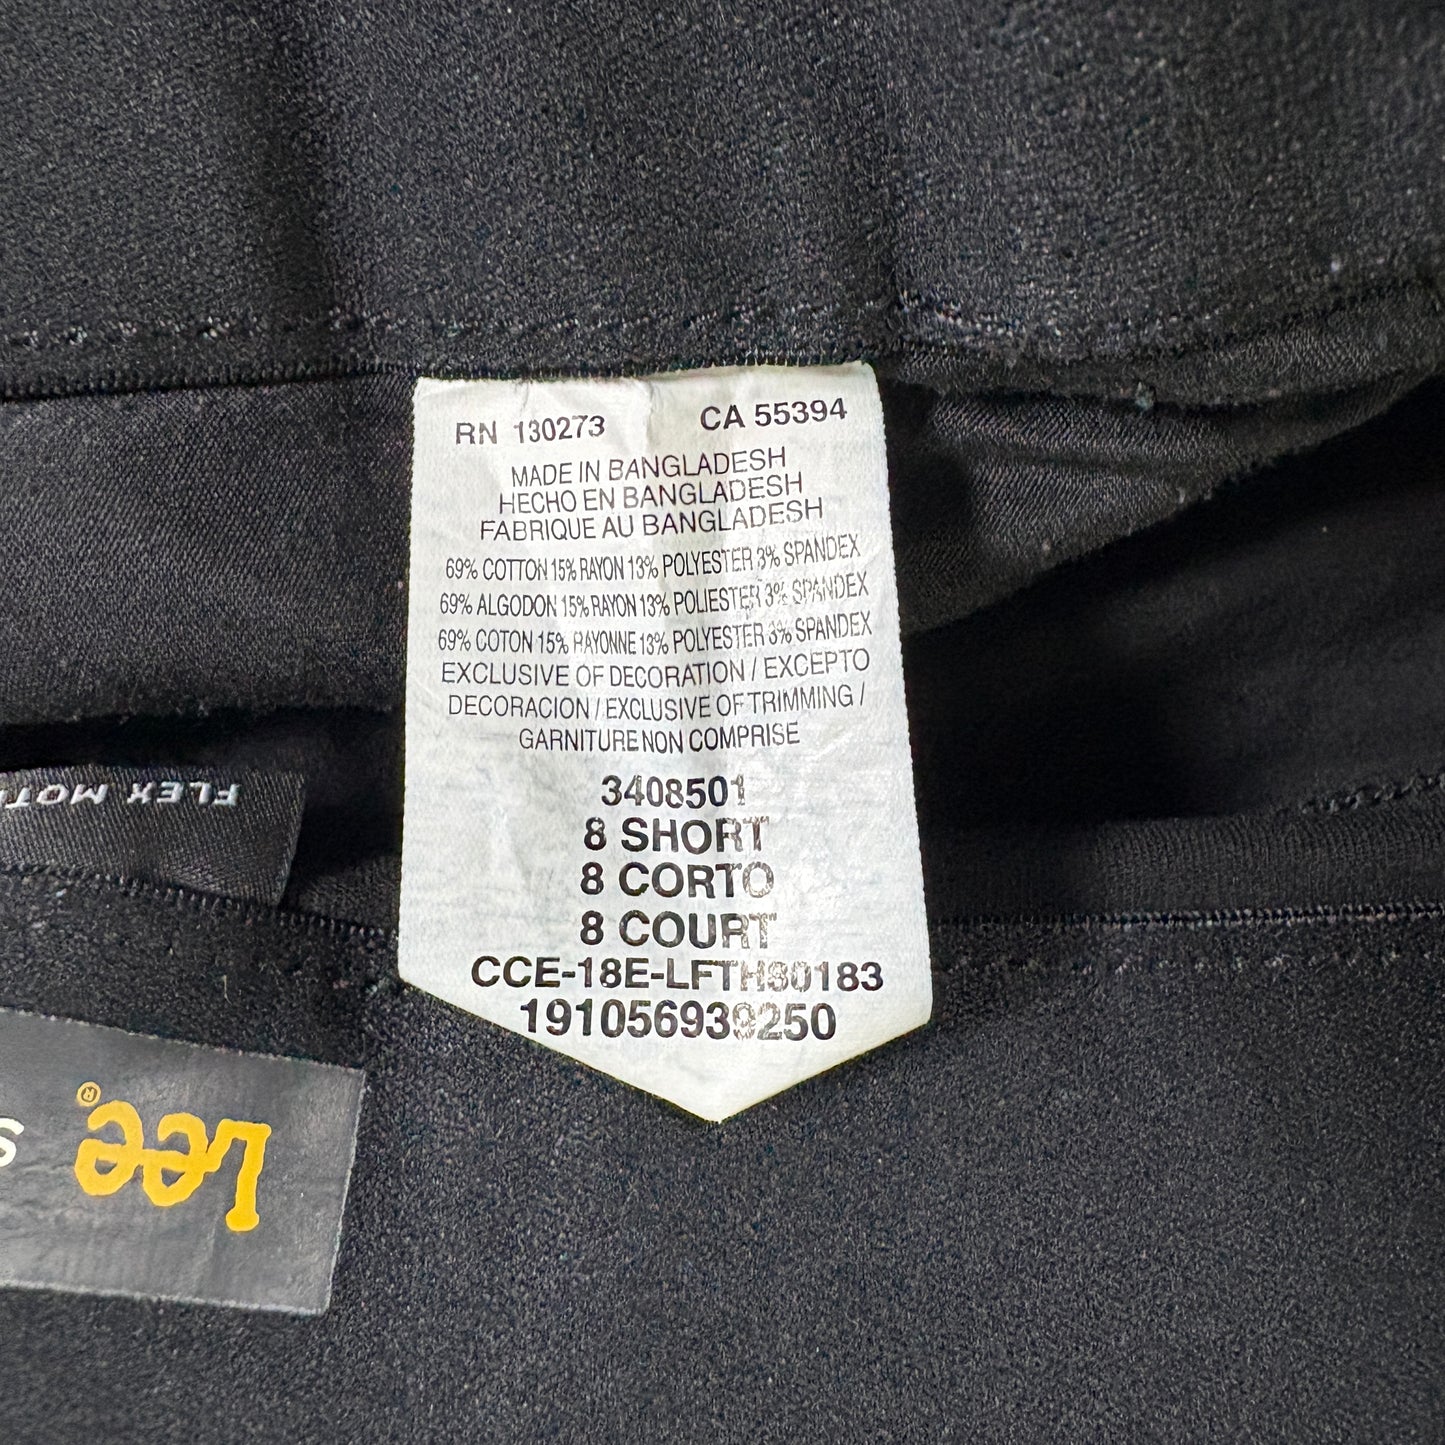 RN 130273 CA 55394
MADE IN BANGLADESH
HECHO EN BANGLADESH
FABRIQUE AU BANGLADESH
69% COTTON 15% RAYON 13% POLYESTER 3% SPANDEX
69% ALGODON 15% RAYON 13% POLIESTER 3% SPANDEX
69% COTON 15% RAYONNE 13% POLYESTER 3% SPANDEX
EXCLUSIVE OF DECORATION / EXCEPTO
DECORACION / EXCLUSIVE OF TRIMMING /
GARNITURE NON COMPRISE
3408501
8 SHORT
8 CORTO
8 COURT
CCE-18E-LFTH80183
191056939250
FLEX
Lee®